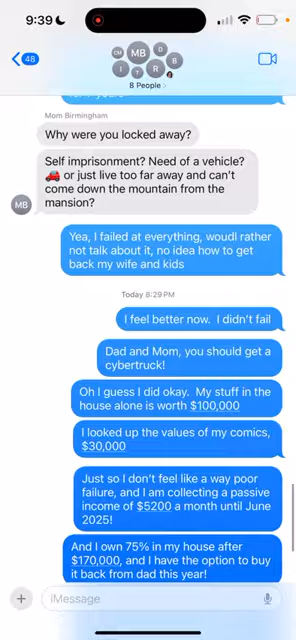 9:39
48
CM
MB
D
B
I
?
R
8 People >
for 7 years
Mom Birmingham
Why were you locked away?
Self imprisonment? Need of a vehicle?
🚗 or just live too far away and can't
come down the mountain from the
mansion?
MB
Yea, I failed at everything, woudl rather
not talk about it, no idea how to get
back my wife and kids
Today 8:29 PM
I feel better now.  I didn't fail
Dad and Mom, you should get a
cybertruck!
Oh I guess I did okay.  My stuff in the
house alone is worth $100,000
I looked up the values of my comics,
$30,000
Just so I don't feel like a way poor
failure, and I am collecting a passive
income of $5200 a month until June
2025!
And I own 75% in my house after
$170,000, and I have the option to buy
it back from dad this year!
iMessage